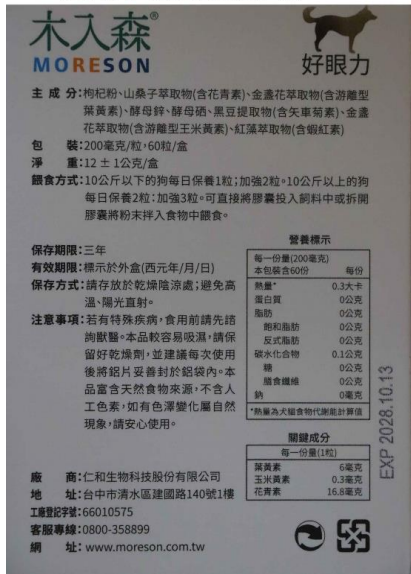 木入森®
MORESON
好眼力
主成分:枸杞粉、山桑子萃取物(含花青素)、金盞花萃取物(含游離型
葉黃素)、酵母鋅、酵母硒、黑豆提取物(含矢車菊素)、金盞
花萃取物(含游離型玉米黃素)、紅藻萃取物(含蝦紅素)
包裝:200毫克/粒,60粒/盒
淨重:12 ± 1公克/盒
餵食方式:10公斤以下的狗每日保養1粒;加強2粒。10公斤以上的狗
每日保養2粒;加強3粒。可直接將膠囊投入飼料中或拆開
膠囊將粉末拌入食物中餵食。
保存期限:三年
有效期限:標示於外盒(西元年/月/日)
保存方式:請存放於乾燥陰涼處;避免高
溫、陽光直射。
注意事項:若有特殊疾病,食用前請先諮
詢獸醫。本品較容易吸濕,請保
留好乾燥劑,並建議每次使用
後將鋁片妥善封於鋁袋內。本
品富含天然食物來源,不含人
工色素,如有色澤變化屬自然
現象,請安心使用。
營養標示
每一份量(200毫克)
本包裝含60份 每份
熱量* 0.3大卡
蛋白質 0公克
脂肪 0公克
飽和脂肪 0公克
反式脂肪 0公克
碳水化合物 0.1公克
糖 0公克
膳食纖維 0公克
鈉 0毫克
*熱量為犬貓食物代謝能計算值
關鍵成分
每一份量(1粒)
葉黃素 6毫克
玉米黃素 0.3毫克
花青素 16.8毫克
EXP 2028.10.13
廠商:仁和生物科技股份有限公司
地址:台中市清水區建國路140號1樓
工廠登記字號:66010575
客服專線:0800-358899
網址:www.moreson.com.tw